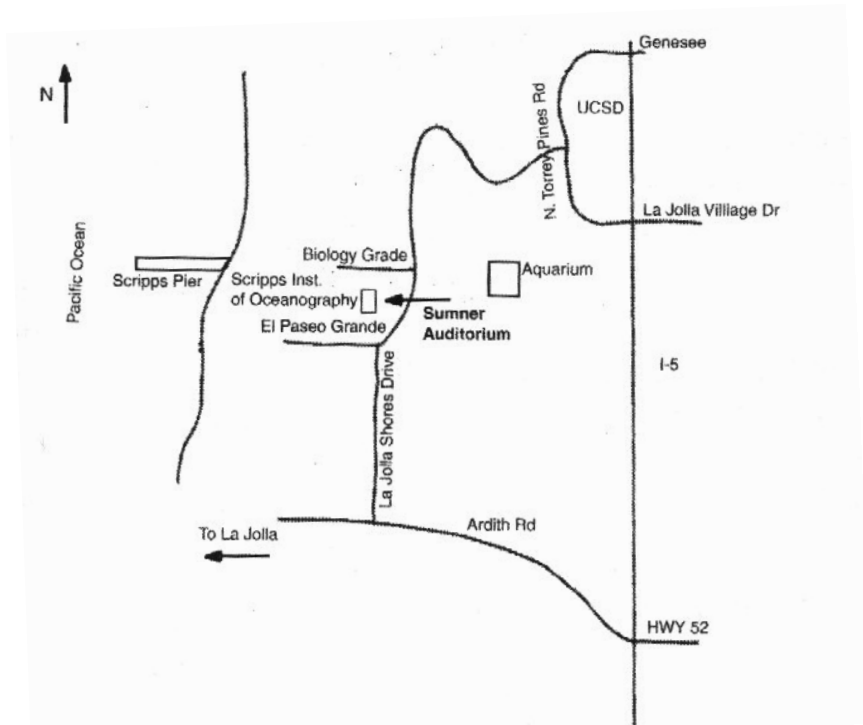 Genesee
N
UCSD
N. Torrey Pines Rd
La Jolla Villiage Dr
Pacific Ocean
Biology Grade
Aquarium
Scripps Pier
Scripps Inst.
of Oceanography
Sumner
Auditorium
El Paseo Grande
I-5
La Jolla Shores Drive
Ardith Rd
To La Jolla
HWY 52